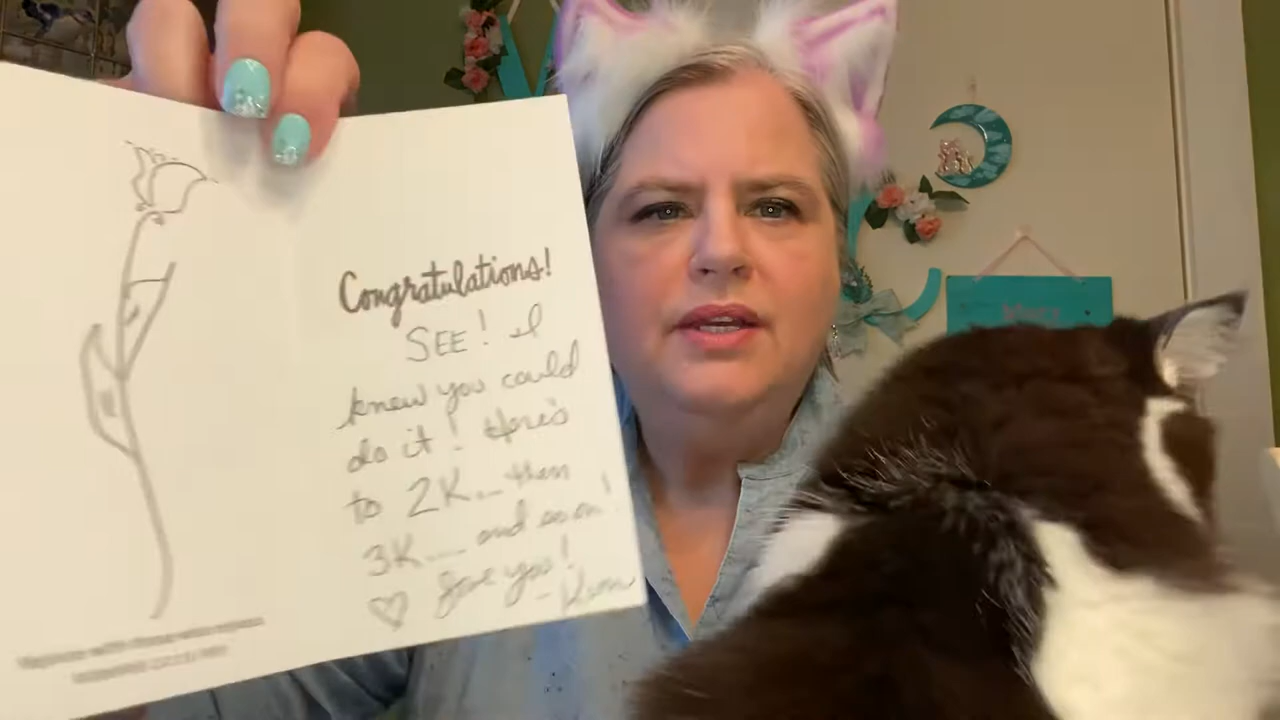 Congratulations!
SEE! I
knew you could
do it! Here's
to 2K... then
3K.... and so on!
♡ Love you!
- Kim